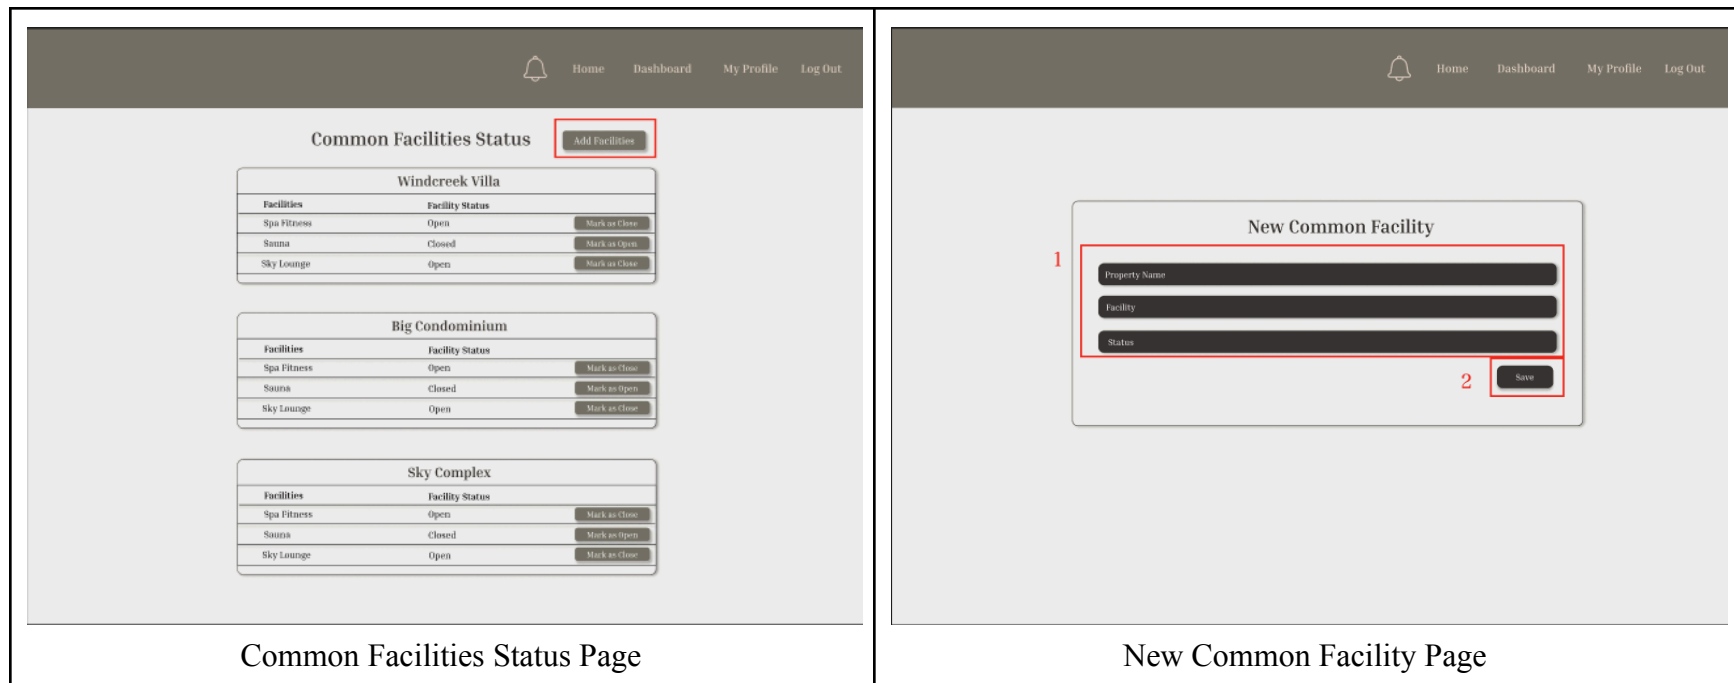 Home Dashboard My Profile Log Out
Common Facilities Status Add Facilities
Windcreek Villa
Facilities Facility Status
Spa Fitness Open Mark as Close
Sauna Closed Mark as Open
Sky Lounge Open Mark as Close
Big Condominium
Facilities Facility Status
Spa Fitness Open Mark as Close
Sauna Closed Mark as Open
Sky Lounge Open Mark as Close
Sky Complex
Facilities Facility Status
Spa Fitness Open Mark as Close
Sauna Closed Mark as Open
Sky Lounge Open Mark as Close
Common Facilities Status Page
Home Dashboard My Profile Log Out
New Common Facility
1
Property Name
Facility
Status
2 Save
New Common Facility Page